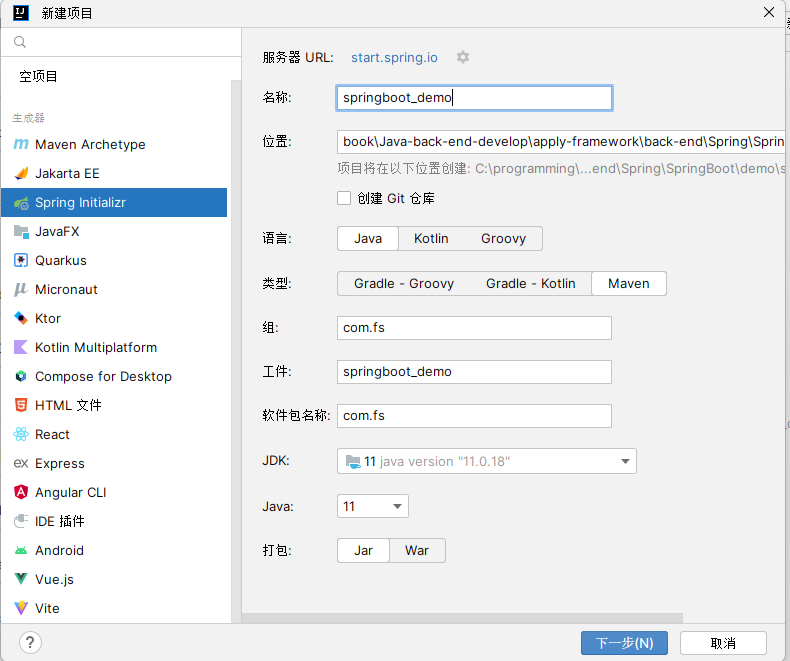 新建项目
空项目
生成器
Maven Archetype
Jakarta EE
Spring Initializr
JavaFX
Quarkus
Micronaut
Ktor
Kotlin Multiplatform
Compose for Desktop
HTML 文件
React
Express
Angular CLI
IDE 插件
Android
Vue.js
Vite
服务器 URL: start.spring.io
名称: springboot_demo
位置: book\Java-back-end-develop\apply-framework\back-end\Spring\Sprin
项目将在以下位置创建: C:\programming\...end\Spring\SpringBoot\demo\s
创建 Git 仓库
语言: Java Kotlin Groovy
类型: Gradle - Groovy Gradle - Kotlin Maven
组: com.fs
工件: springboot_demo
软件包名称: com.fs
JDK: 11 java version "11.0.18"
Java: 11
打包: Jar War
? 下一步(N) 取消